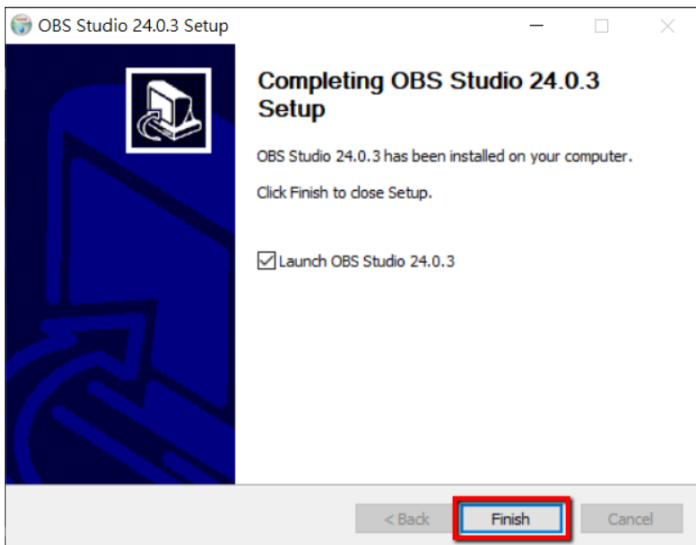 OBS Studio 24.0.3 Setup
Completing OBS Studio 24.0.3
Setup
OBS Studio 24.0.3 has been installed on your computer.
Click Finish to close Setup.
Launch OBS Studio 24.0.3
< Back Finish Cancel